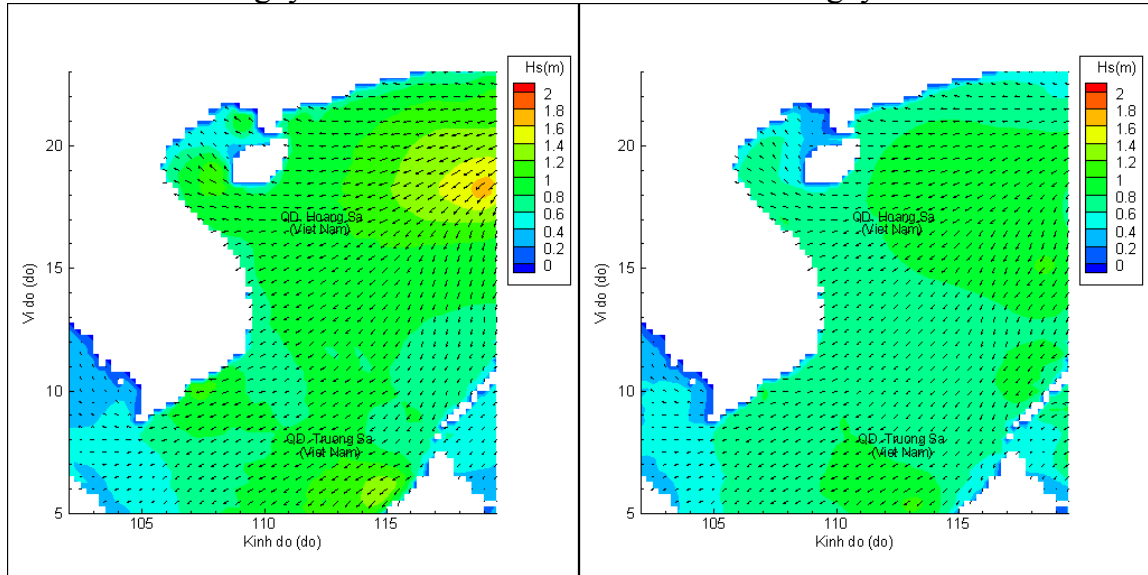 Hs(m)
2
1.8
1.6
1.4
1.2
1
0.8
0.6
0.4
0.2
0
20
15
10
5
Vi do (do)
QD. Hoang Sa
(Viet Nam)
QD. Truong Sa
(Viet Nam)
105 110 115
Kinh do (do)
Hs(m)
2
1.8
1.6
1.4
1.2
1
0.8
0.6
0.4
0.2
0
20
15
10
5
Vi do (do)
QD. Hoang Sa
(Viet Nam)
QD. Truong Sa
(Viet Nam)
105 110 115
Kinh do (do)